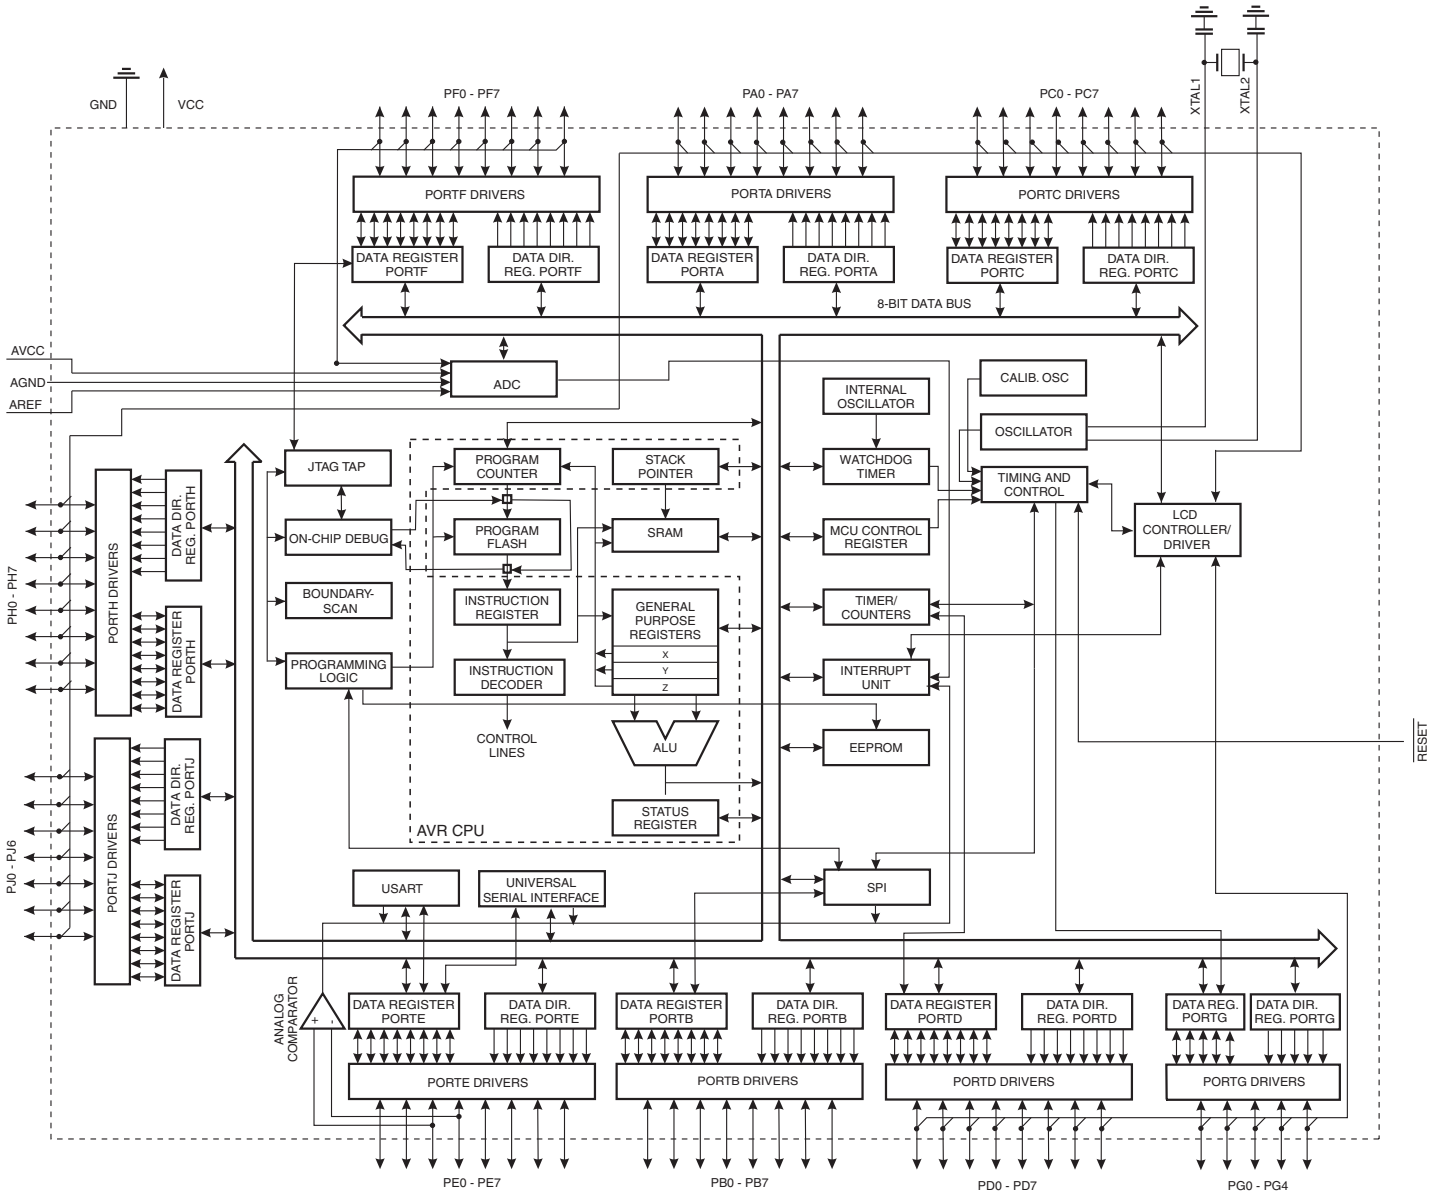 XTAL1
XTAL2
GND
VCC
PF0 - PF7
PA0 - PA7
PC0 - PC7
PORTF DRIVERS
PORTA DRIVERS
PORTC DRIVERS
DATA REGISTER
PORTF
DATA DIR.
REG. PORTF
DATA REGISTER
PORTA
DATA DIR.
REG. PORTA
DATA REGISTER
PORTC
DATA DIR.
REG. PORTC
8-BIT DATA BUS
AVCC
AGND
AREF
ADC
INTERNAL
OSCILLATOR
CALIB. OSC
OSCILLATOR
JTAG TAP
PROGRAM
COUNTER
STACK
POINTER
WATCHDOG
TIMER
TIMING AND
CONTROL
LCD
CONTROLLER/
DRIVER
ON-CHIP DEBUG
PROGRAM
FLASH
SRAM
MCU CONTROL
REGISTER
BOUNDARY-
SCAN
INSTRUCTION
REGISTER
GENERAL
PURPOSE
REGISTERS
X
Y
Z
TIMER/
COUNTERS
PROGRAMMING
LOGIC
INSTRUCTION
DECODER
INTERRUPT
UNIT
CONTROL
LINES
ALU
EEPROM
RESET
STATUS
REGISTER
AVR CPU
PH0 - PH7
PORTH DRIVERS
DATA DIR.
REG. PORTH
DATA REGISTER
PORTH
PJ0 - PJ6
PORTJ DRIVERS
DATA DIR.
REG. PORTJ
DATA REGISTER
PORTJ
USART
UNIVERSAL
SERIAL INTERFACE
SPI
ANALOG
COMPARATOR
+ -
DATA REGISTER
PORTE
DATA DIR.
REG. PORTE
DATA REGISTER
PORTB
DATA DIR.
REG. PORTB
DATA REGISTER
PORTD
DATA DIR.
REG. PORTD
DATA REG.
PORTG
DATA DIR.
REG. PORTG
PORTE DRIVERS
PORTB DRIVERS
PORTD DRIVERS
PORTG DRIVERS
PE0 - PE7
PB0 - PB7
PD0 - PD7
PG0 - PG4